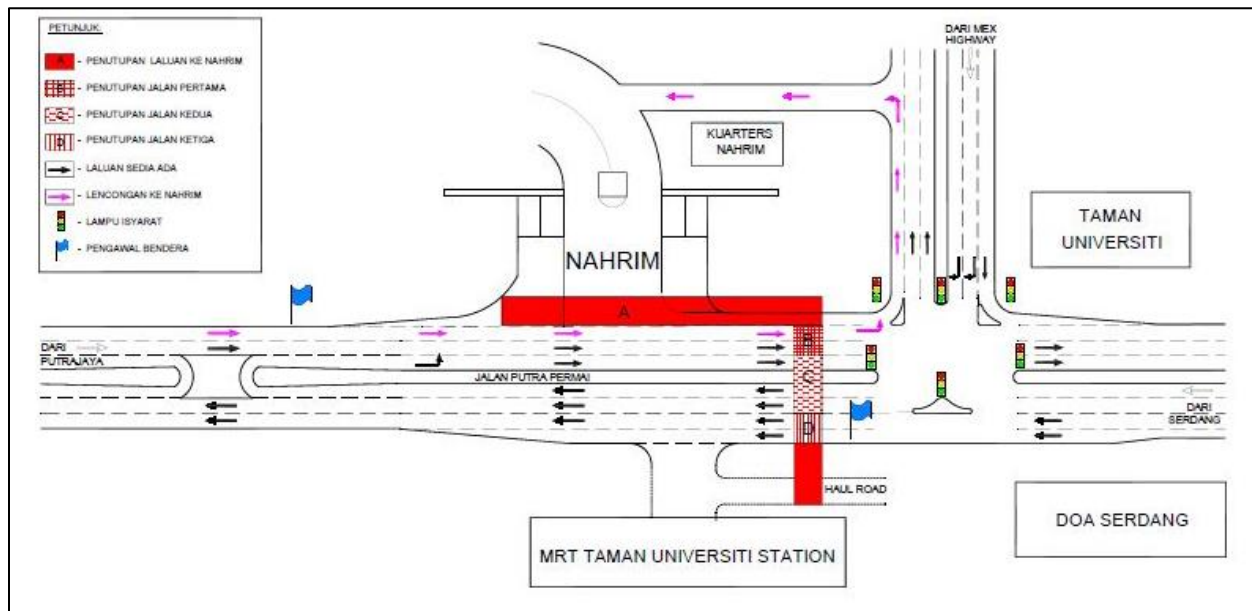 PETUNJUK:
A - PENUTUPAN LALUAN KE NAHRIM
B - PENUTUPAN JALAN PERTAMA
C - PENUTUPAN JALAN KEDUA
D - PENUTUPAN JALAN KETIGA
- LALUAN SEDIA ADA
- LENCONGAN KE NAHRIM
- LAMPU ISYARAT
- PENGAWAL BENDERA
DARI MEX
HIGHWAY
KUARTERS
NAHRIM
TAMAN
UNIVERSITI
NAHRIM
A
B
DARI
PUTRAJAYA
C
JALAN PUTRA PERMAI
DARI
SERDANG
D
HAUL ROAD
DOA SERDANG
MRT TAMAN UNIVERSITI STATION